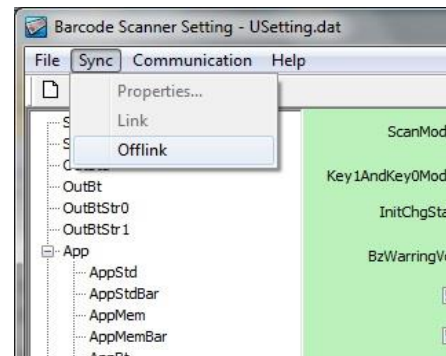 Barcode Scanner Setting - USetting.dat
File Sync Communication Help
Properties...
Link
Offlink
OutBt
OutBtStr0
OutBtStr1
App
AppStd
AppStdBar
AppMem
AppMemBar
ScanMod
Key1AndKey0Mod
InitChgSta
BzWarringV